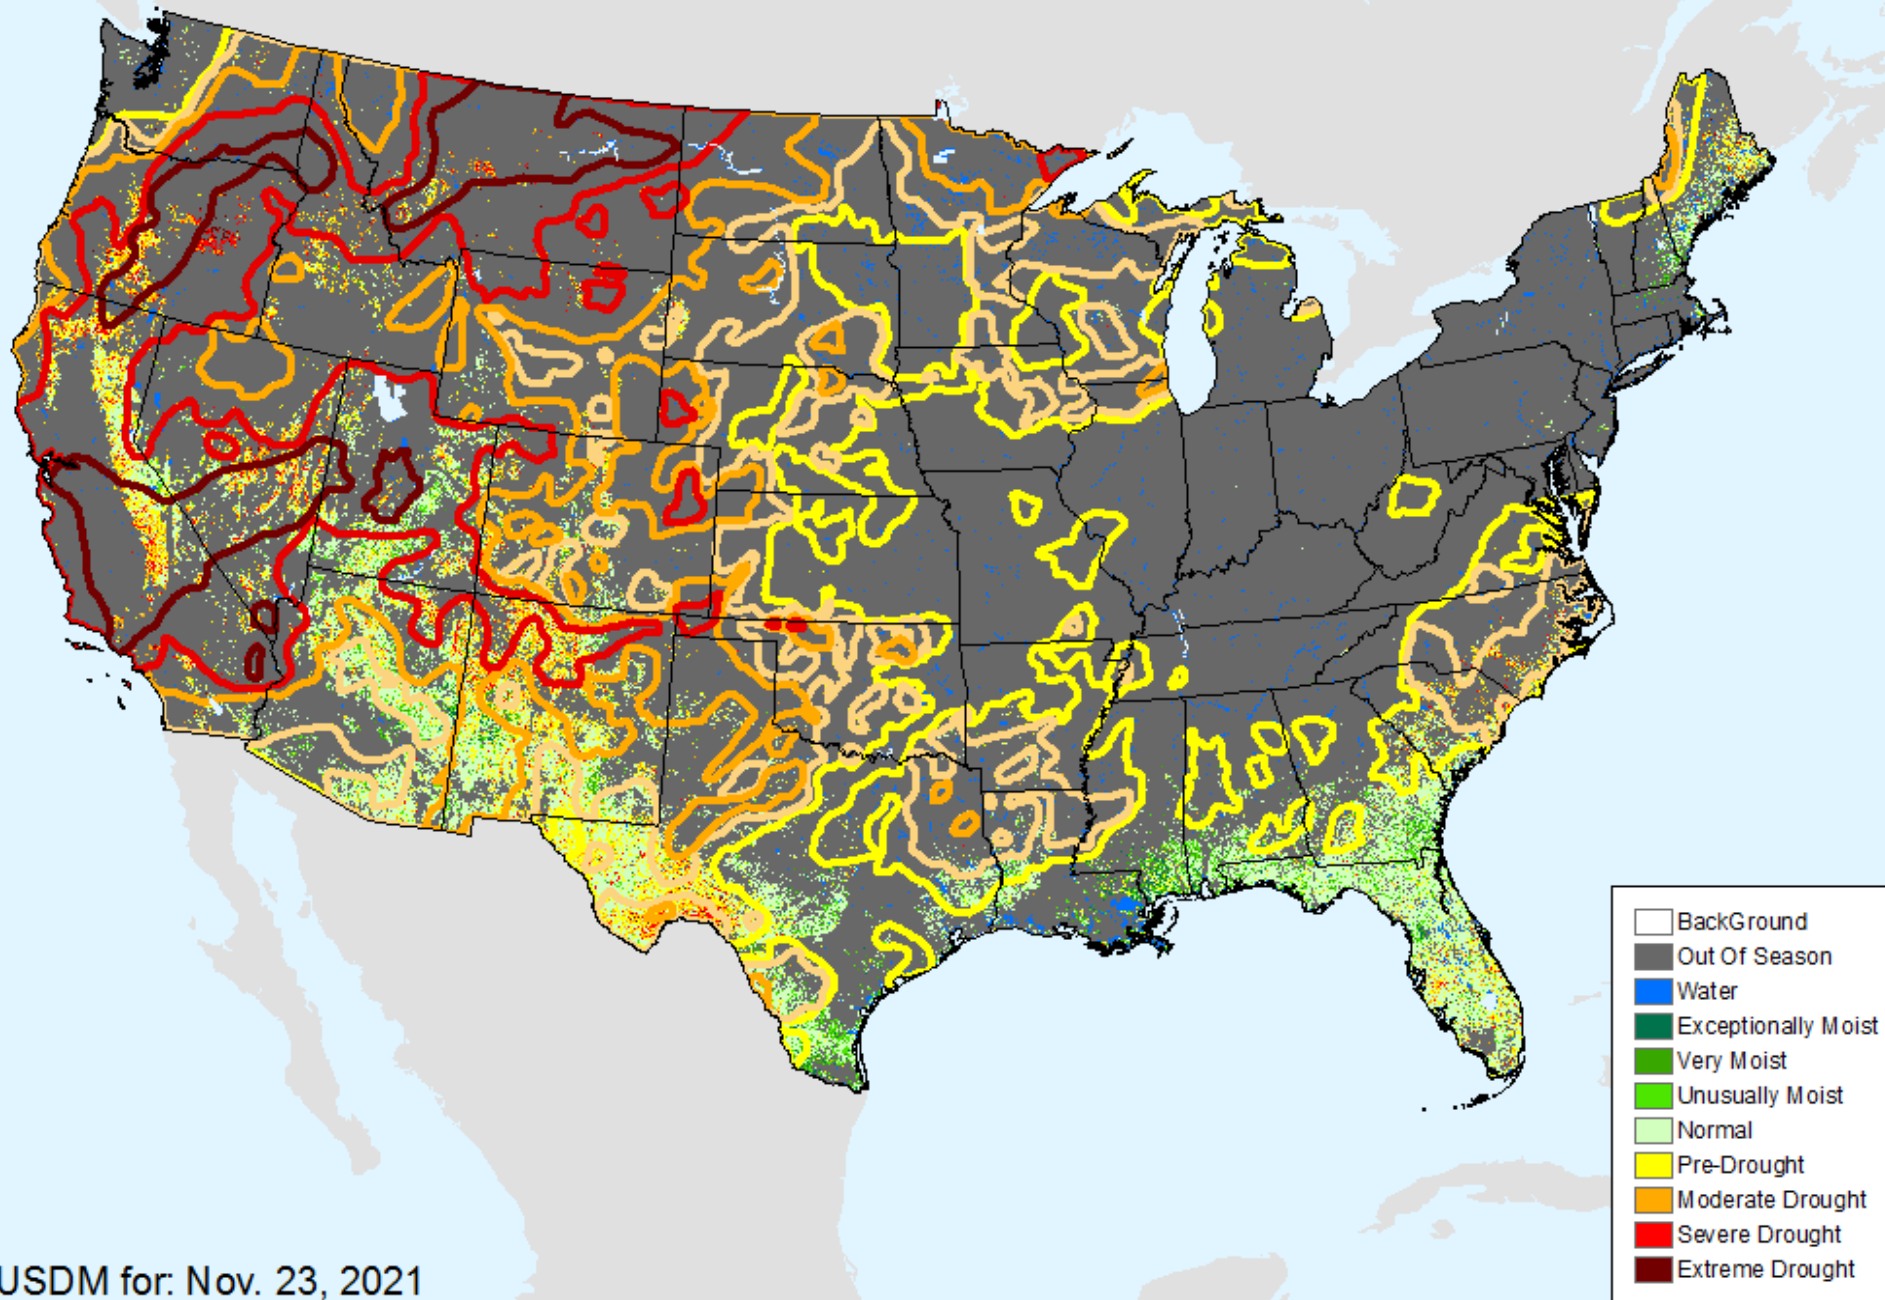 BackGround
Out Of Season
Water
Exceptionally Moist
Very Moist
Unusually Moist
Normal
Pre-Drought
Moderate Drought
Severe Drought
Extreme Drought
USDM for: Nov. 23, 2021